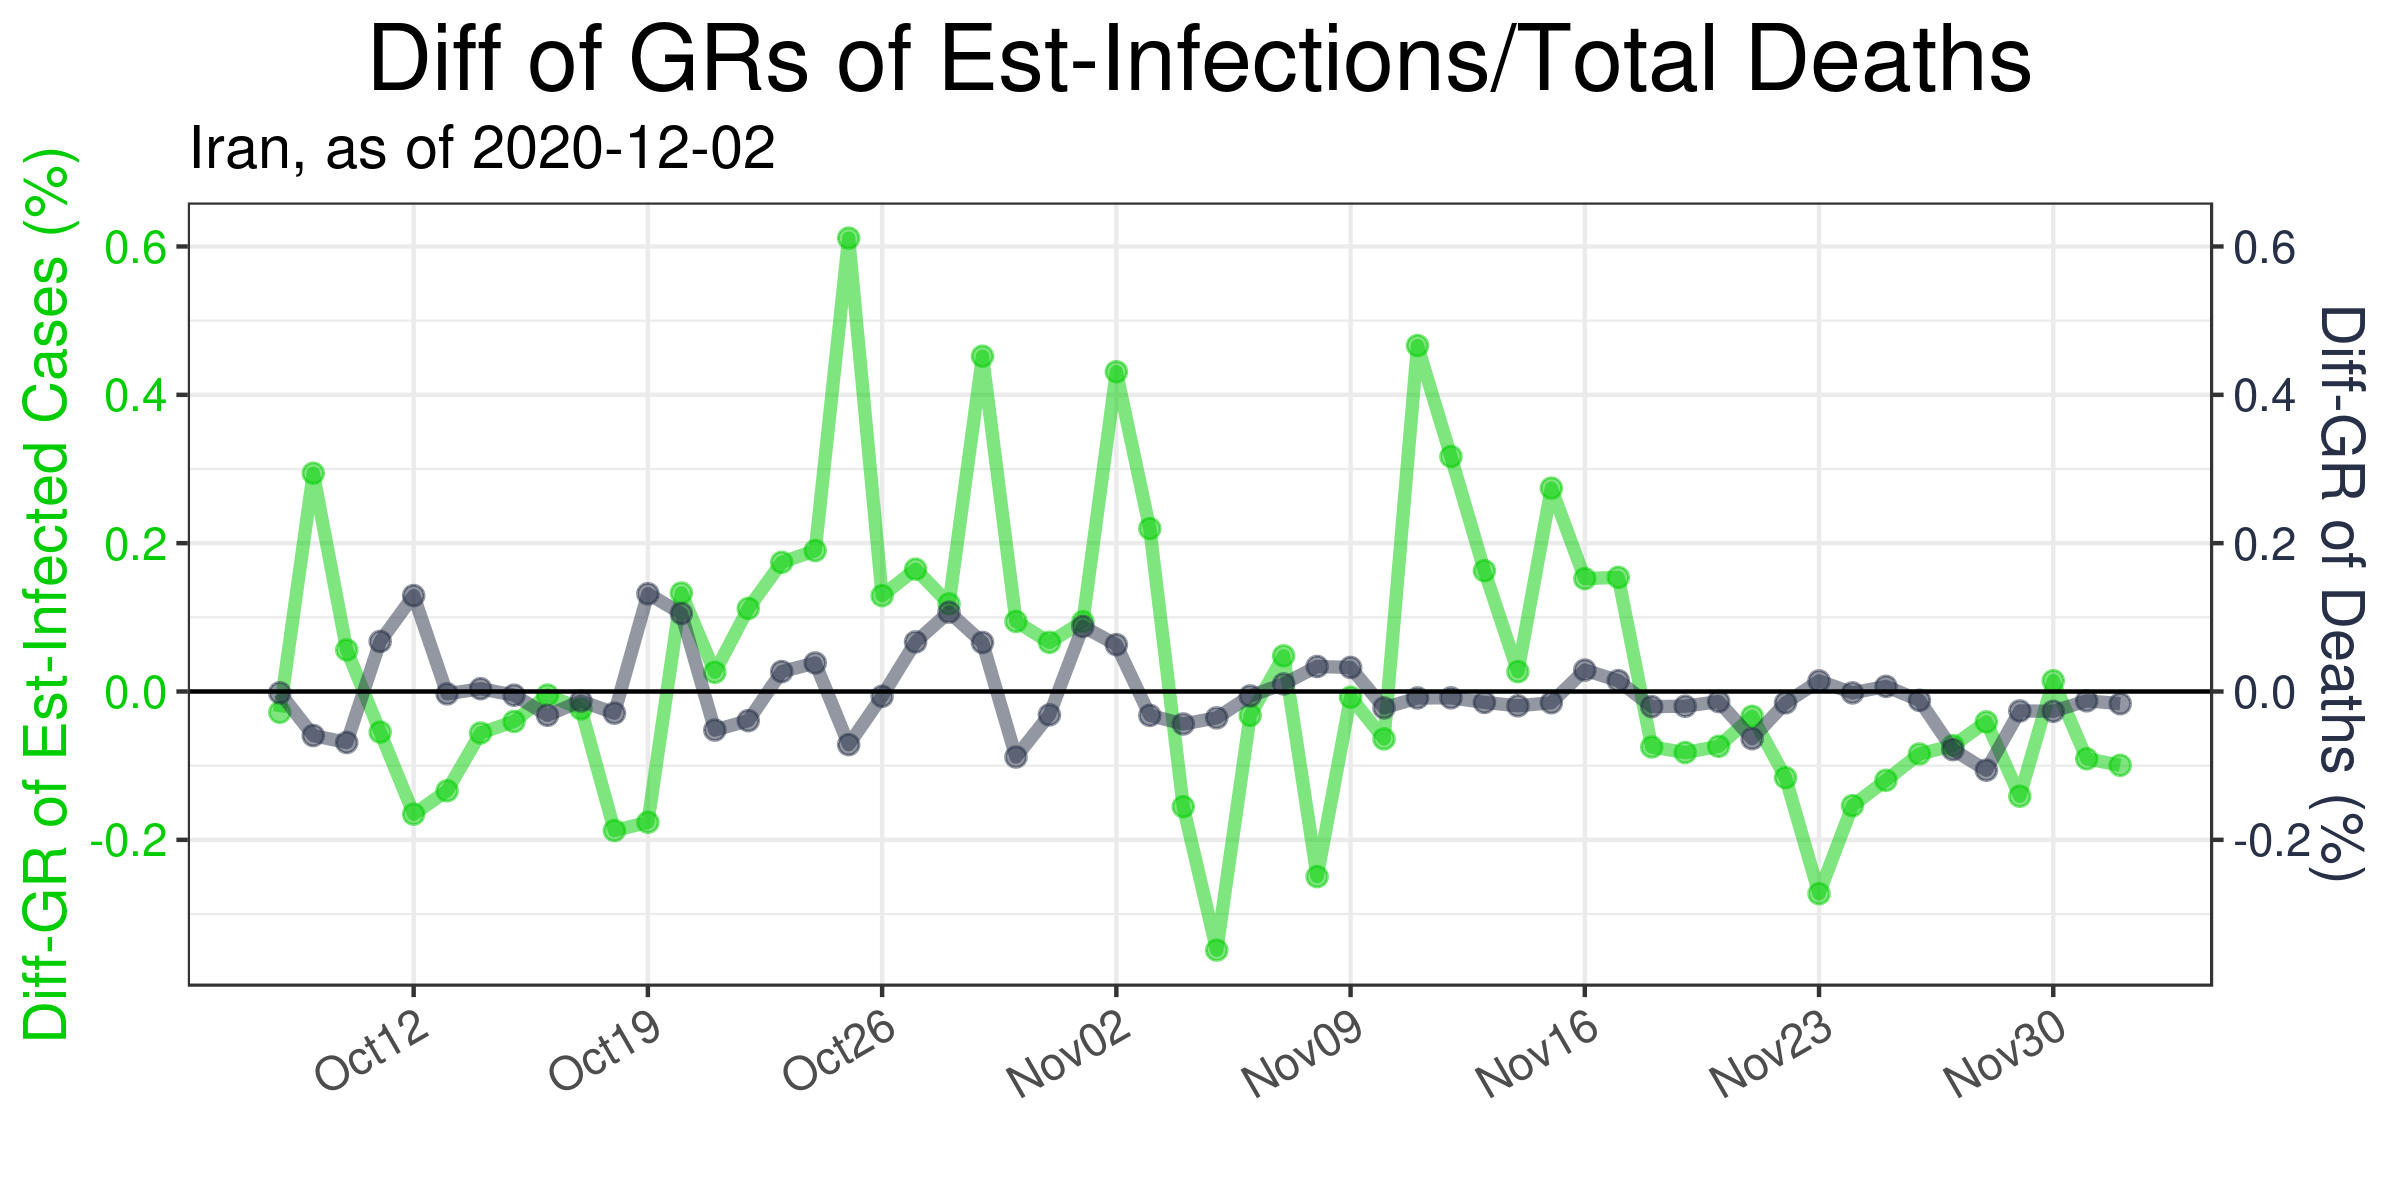 Diff of GRs of Est-Infections/Total Deaths
Iran, as of 2020-12-02
Diff-GR of Est-Infected Cases (%)
0.6
0.4
0.2
0.0
-0.2
0.6
0.4
0.2
0.0
-0.2
Diff-GR of Deaths (%)
Oct12
Oct19
Oct26
Nov02
Nov09
Nov16
Nov23
Nov30